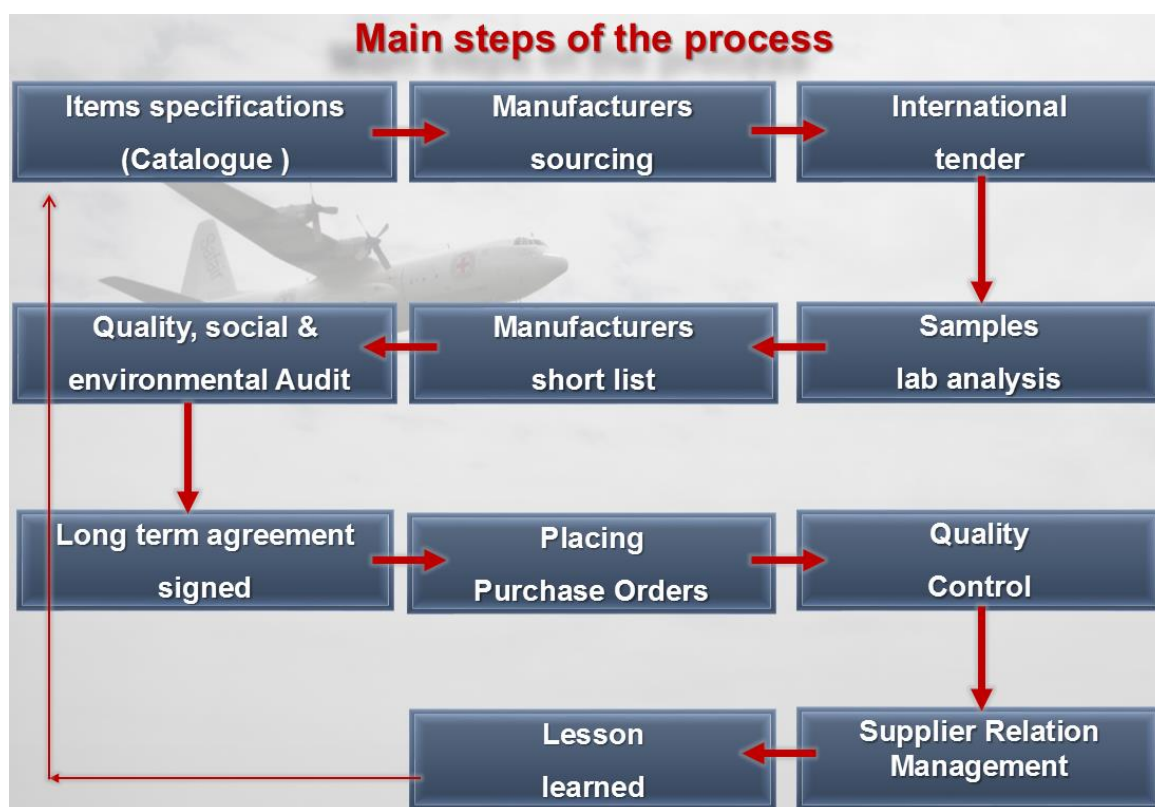 Main steps of the process
Items specifications
(Catalogue )
Manufacturers
sourcing
International
tender
Quality, social &
environmental Audit
Manufacturers
short list
Samples
lab analysis
Long term agreement
signed
Placing
Purchase Orders
Quality
Control
Lesson
learned
Supplier Relation
Management